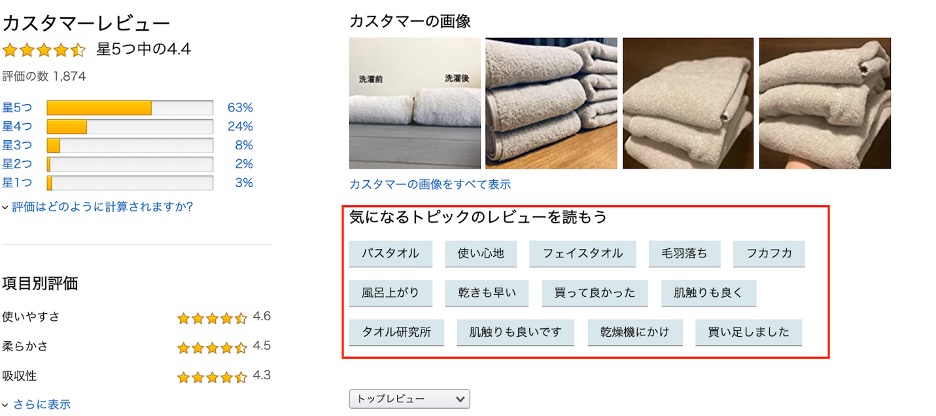 カスタマーレビュー
星5つ中の4.4
評価の数 1,874
星5つ 63%
星4つ 24%
星3つ 8%
星2つ 2%
星1つ 3%
評価はどのように計算されますか?
項目別評価
使いやすさ 4.6
柔らかさ 4.5
吸収性 4.3
さらに表示
カスタマーの画像
洗濯前 洗濯後
カスタマーの画像をすべて表示
気になるトピックのレビューを読もう
バスタオル 使い心地 フェイスタオル 毛羽落ち フカフカ
風呂上がり 乾きも早い 買って良かった 肌触りも良く
タオル研究所 肌触りも良いです 乾燥機にかけ 買い足しました
トップレビュー